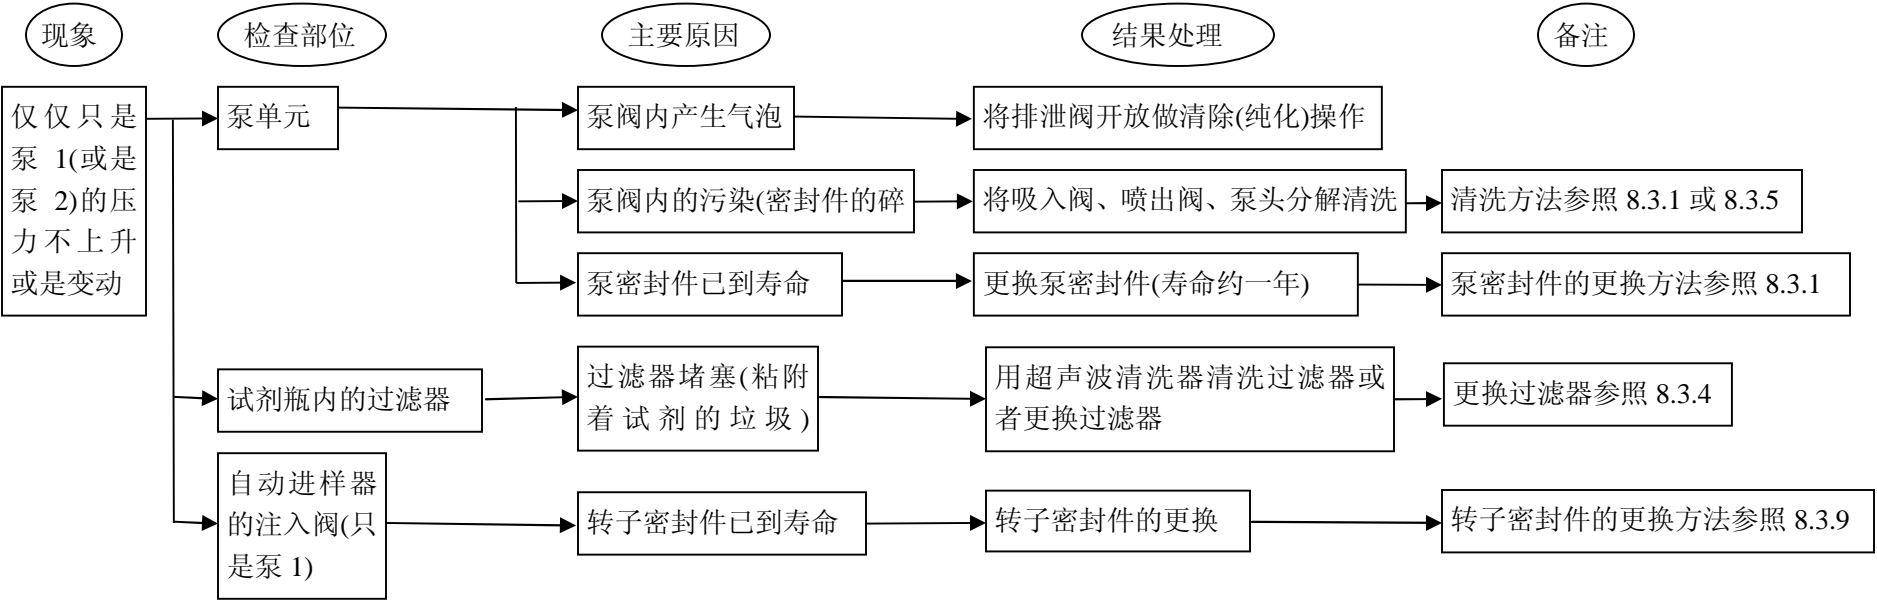 现象
检查部位
主要原因
结果处理
备注
仅仅只是
泵 1(或是
泵 2)的压
力不上升
或是变动
泵单元
泵阀内产生气泡
将排泄阀开放做清除(纯化)操作
泵阀内的污染(密封件的碎
将吸入阀、喷出阀、泵头分解清洗
清洗方法参照 8.3.1 或 8.3.5
泵密封件已到寿命
更换泵密封件(寿命约一年)
泵密封件的更换方法参照 8.3.1
试剂瓶内的过滤器
过滤器堵塞(粘附
着试剂的垃圾)
用超声波清洗器清洗过滤器或
者更换过滤器
更换过滤器参照 8.3.4
自动进样器
的注入阀(只
是泵 1)
转子密封件已到寿命
转子密封件的更换
转子密封件的更换方法参照 8.3.9